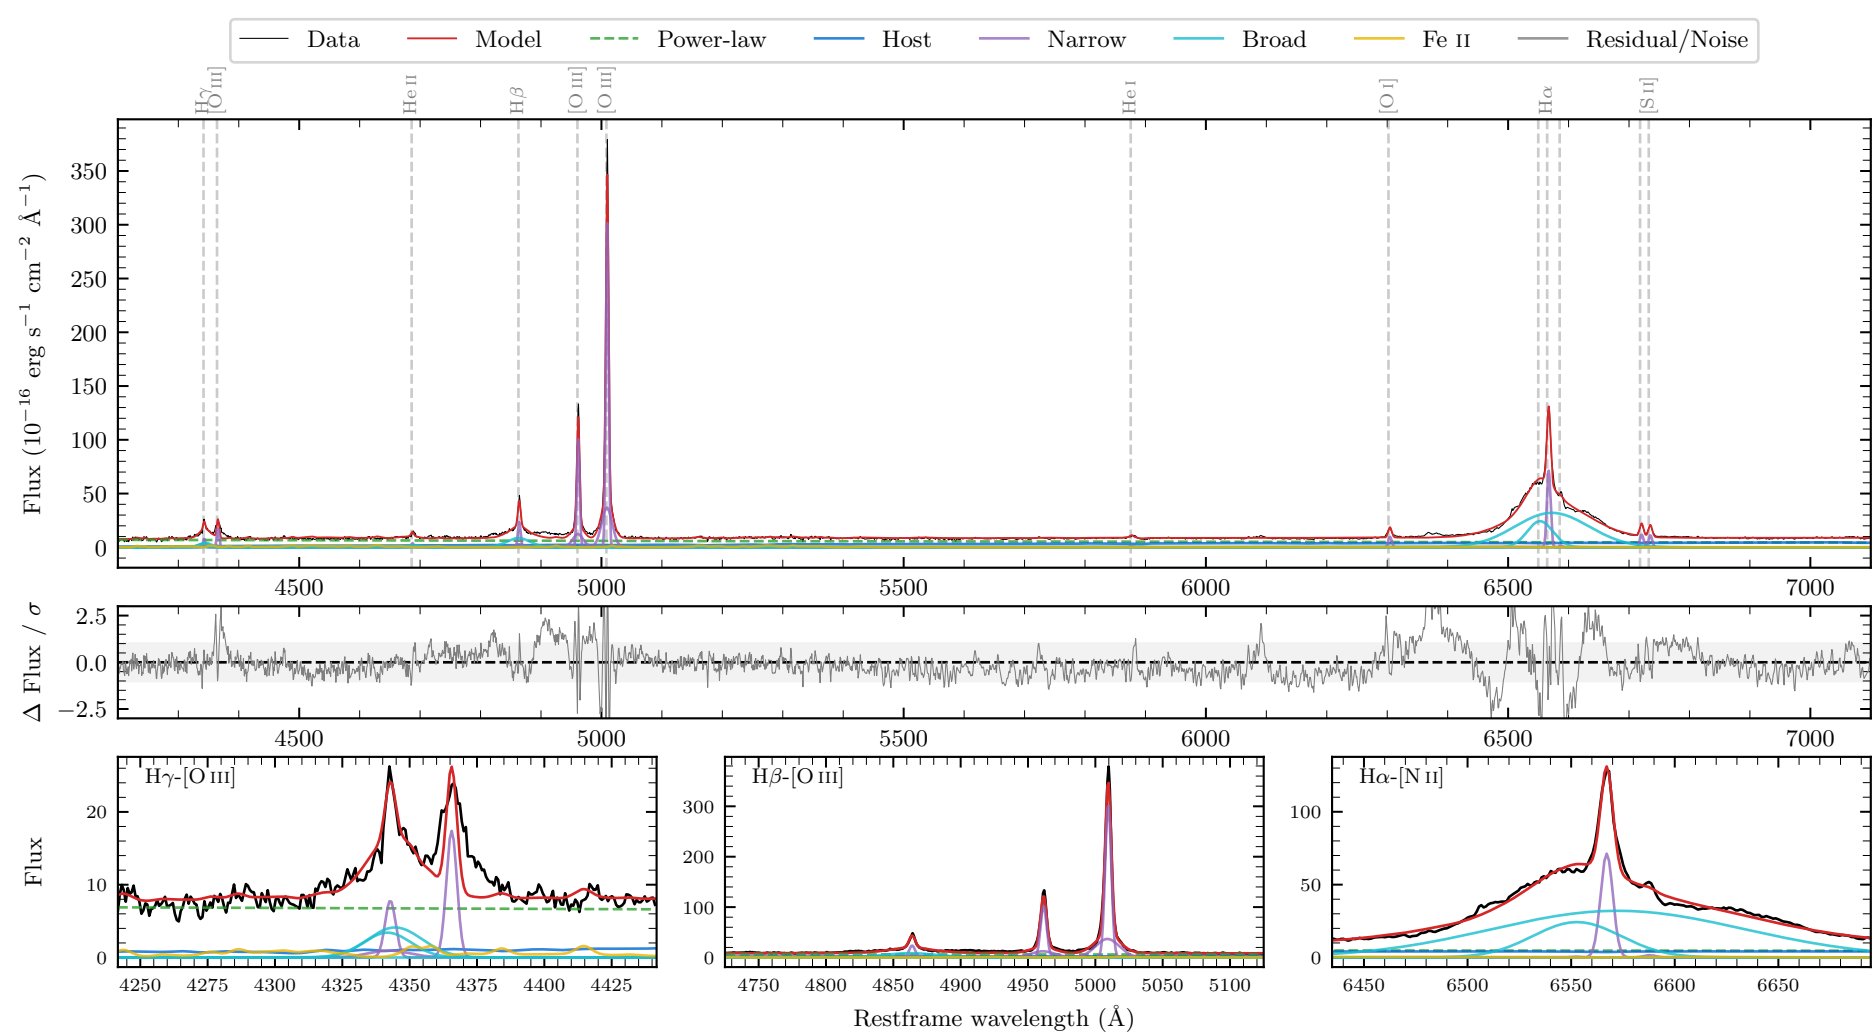 Data Model Power-law Host Narrow Broad Fe II Residual/Noise
Hγ [O III] He II Hβ [O III] [O III] He I [O I] Hα [S II]
Flux (10⁻¹⁶ erg s⁻¹ cm⁻² Å⁻¹)
350
300
250
200
150
100
50
0
4500 5000 5500 6000 6500 7000
Δ Flux / σ
2.5
0.0
−2.5
4500 5000 5500 6000 6500 7000
Flux
Hγ-[O III]
20
10
0
4250 4275 4300 4325 4350 4375 4400 4425
Hβ-[O III]
300
200
100
0
4750 4800 4850 4900 4950 5000 5050 5100
Hα-[N II]
100
50
0
6450 6500 6550 6600 6650
Restframe wavelength (Å)